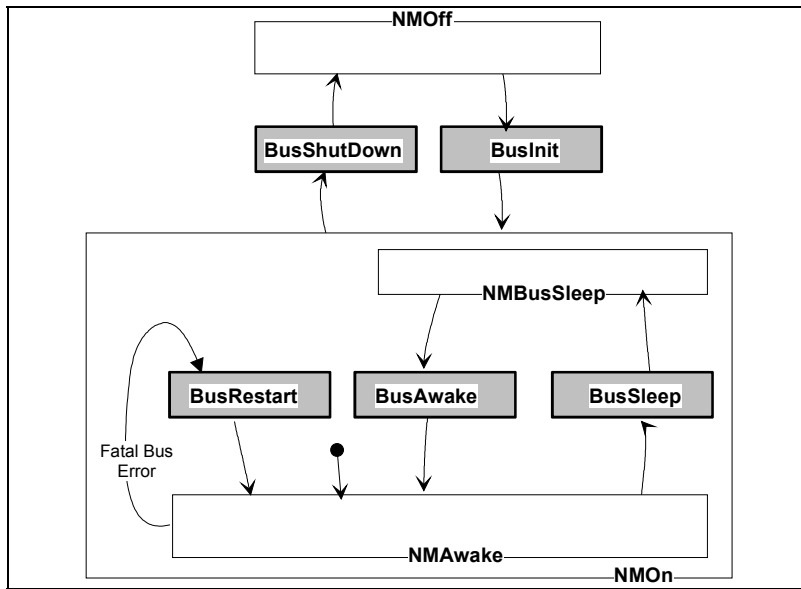 NMOff
BusShutDown
BusInit
NMBusSleep
BusRestart
BusAwake
BusSleep
Fatal Bus
Error
NMAwake
NMOn